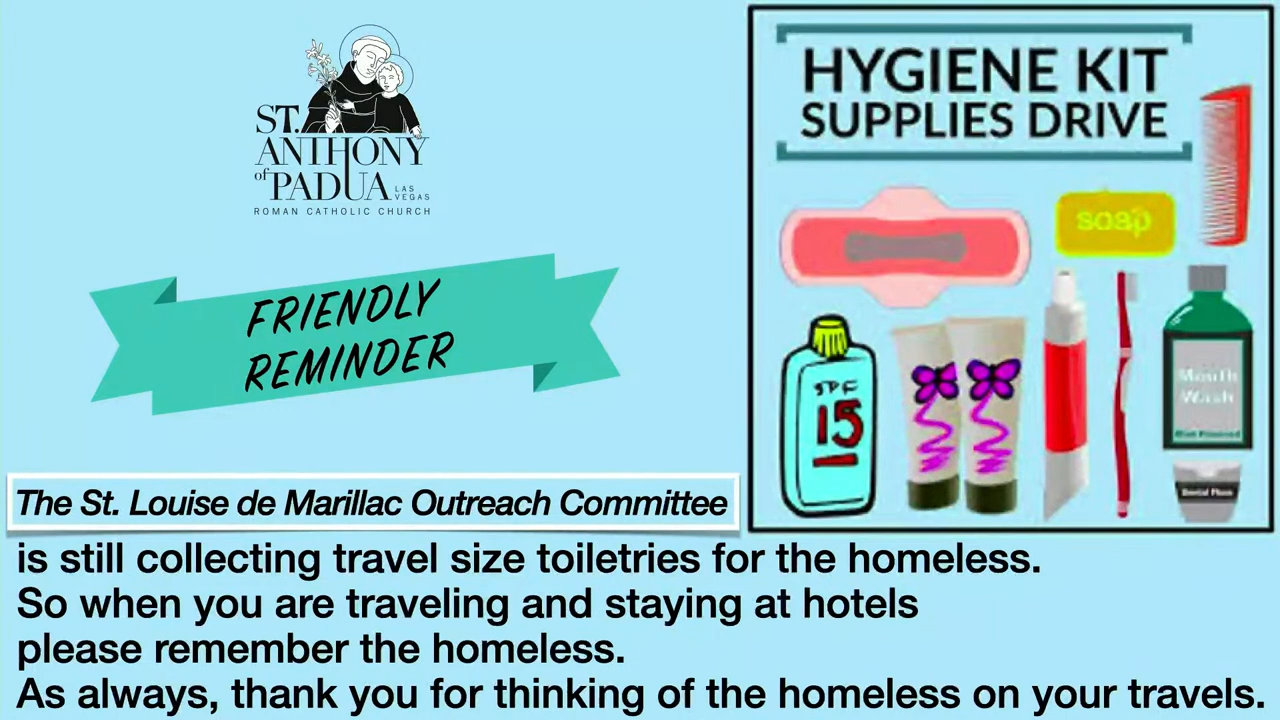 ST.
ANTHONY
of PADUA LAS VEGAS
ROMAN CATHOLIC CHURCH
FRIENDLY
REMINDER
HYGIENE KIT
SUPPLIES DRIVE
soap
SPF
15
Mouth
Wash
The St. Louise de Marillac Outreach Committee
is still collecting travel size toiletries for the homeless.
So when you are traveling and staying at hotels
please remember the homeless.
As always, thank you for thinking of the homeless on your travels.